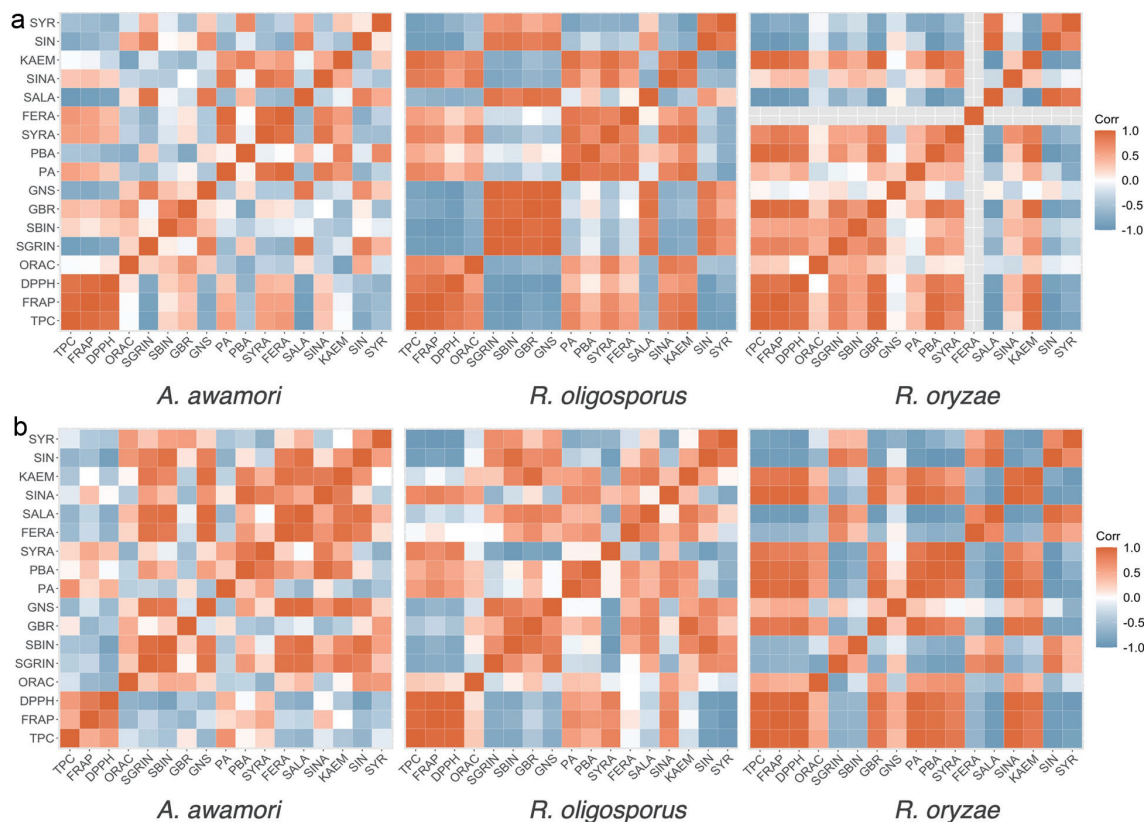 a
SYR
SIN
KAEM
SINA
SALA
FERA
SYRA
PBA
PA
GNS
GBR
SBIN
SGRIN
ORAC
DPPH
FRAP
TPC
TPC FRAP DPPH ORAC SGRIN SBIN GBR GNS PA PBA SYRA FERA SALA SINA KAEM SIN SYR
TPC FRAP DPPH ORAC SGRIN SBIN GBR GNS PA PBA SYRA FERA SALA SINA KAEM SIN SYR
TPC FRAP DPPH ORAC SGRIN SBIN GBR GNS PA PBA SYRA FERA SALA SINA KAEM SIN SYR
Corr
1.0
0.5
0.0
-0.5
-1.0
A. awamori R. oligosporus R. oryzae
b
SYR
SIN
KAEM
SINA
SALA
FERA
SYRA
PBA
PA
GNS
GBR
SBIN
SGRIN
ORAC
DPPH
FRAP
TPC
TPC FRAP DPPH ORAC SGRIN SBIN GBR GNS PA PBA SYRA FERA SALA SINA KAEM SIN SYR
TPC FRAP DPPH ORAC SGRIN SBIN GBR GNS PA PBA SYRA FERA SALA SINA KAEM SIN SYR
TPC FRAP DPPH ORAC SGRIN SBIN GBR GNS PA PBA SYRA FERA SALA SINA KAEM SIN SYR
Corr
1.0
0.5
0.0
-0.5
-1.0
A. awamori R. oligosporus R. oryzae